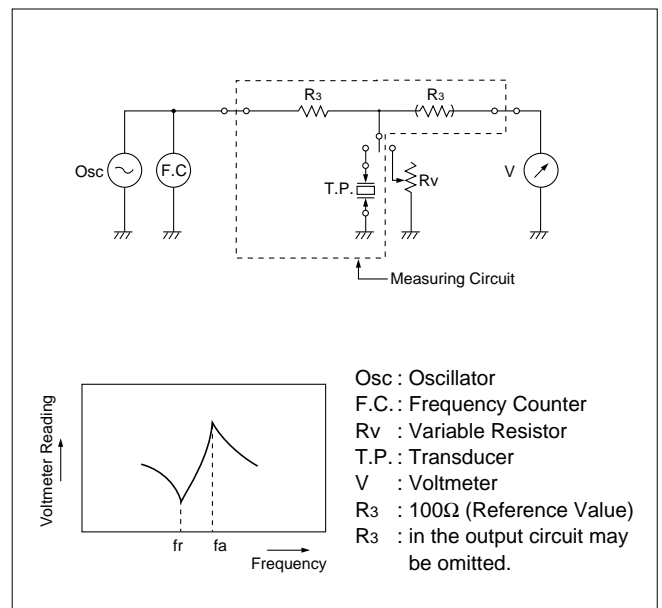 R3
(R3)
Osc
F.C
T.P.
Rv
V
Measuring Circuit
Voltmeter Reading
fr
fa
Frequency
Osc : Oscillator
F.C. : Frequency Counter
Rv : Variable Resistor
T.P. : Transducer
V : Voltmeter
R3 : 100Ω (Reference Value)
R3 : in the output circuit may
be omitted.